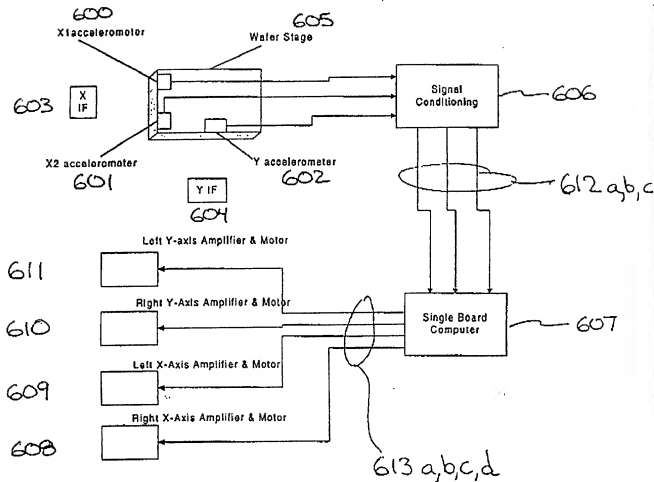 600
X1acceleromotor
605
Wafer Stage
603
X
IF
Signal
Conditioning
606
X2 accelerometer
601
Y accelerometer
602
Y IF
604
612 a,b,c
Left Y-axis Amplifier & Motor
611
Right Y-Axis Amplifier & Motor
610
Single Board
Computer
607
Left X-Axis Amplifier & Motor
609
Right X-Axis Amplifier & Motor
608
613 a,b,c,d